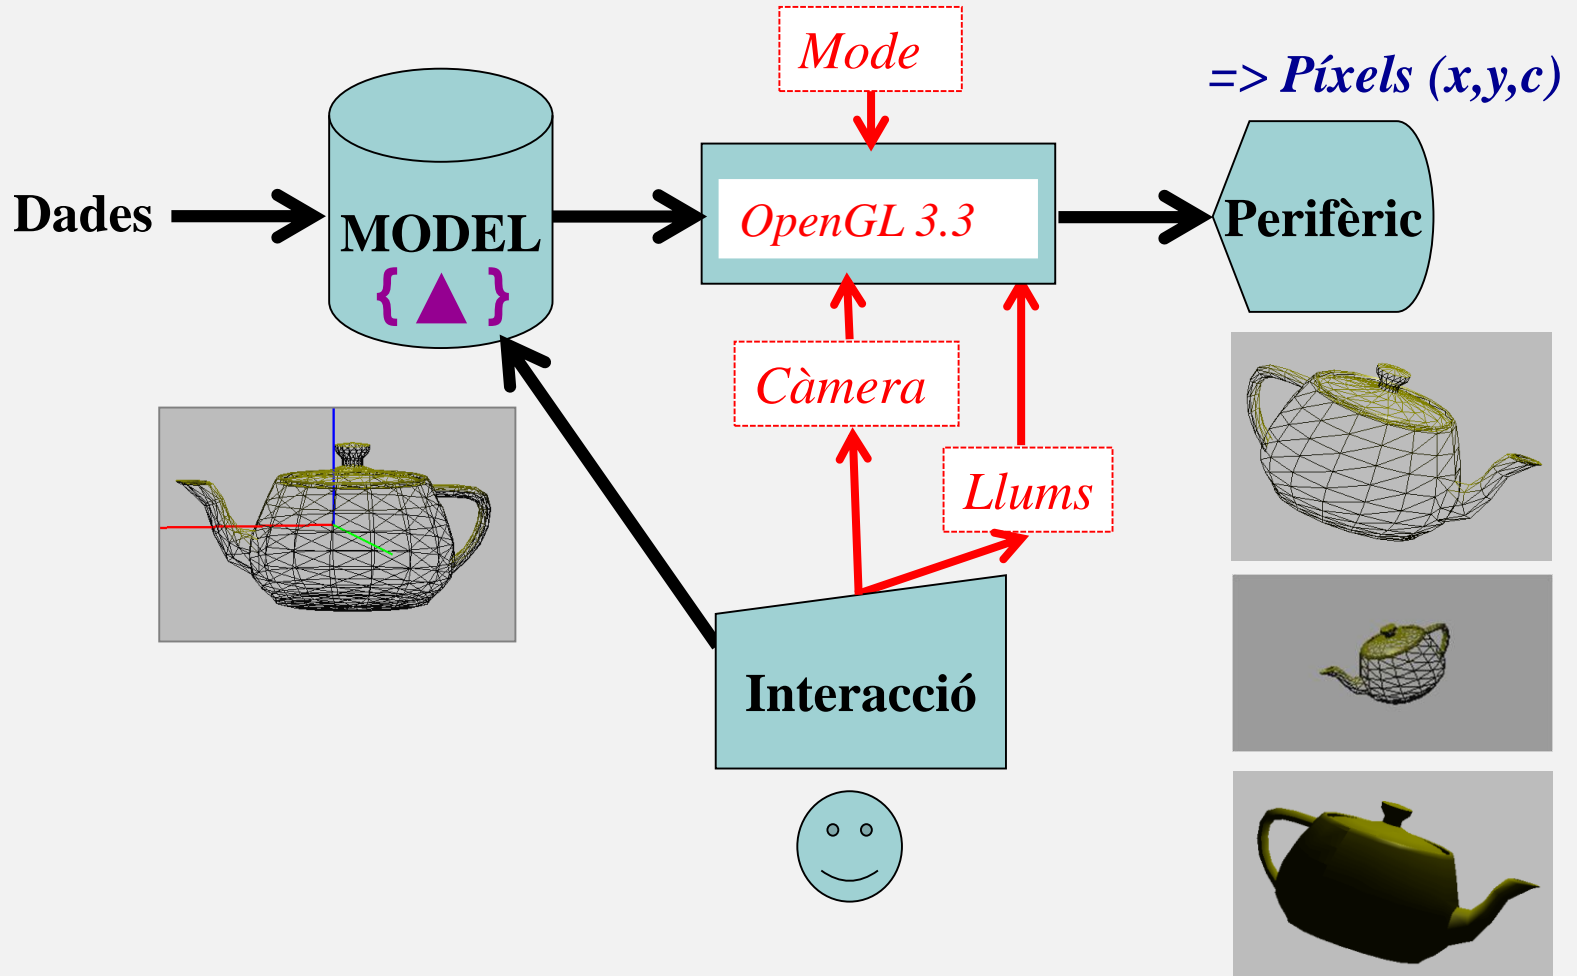 Mode
=> Píxels (x,y,c)
Dades
MODEL
{ ▲ }
OpenGL 3.3
Perifèric
Càmera
Llums
Interacció